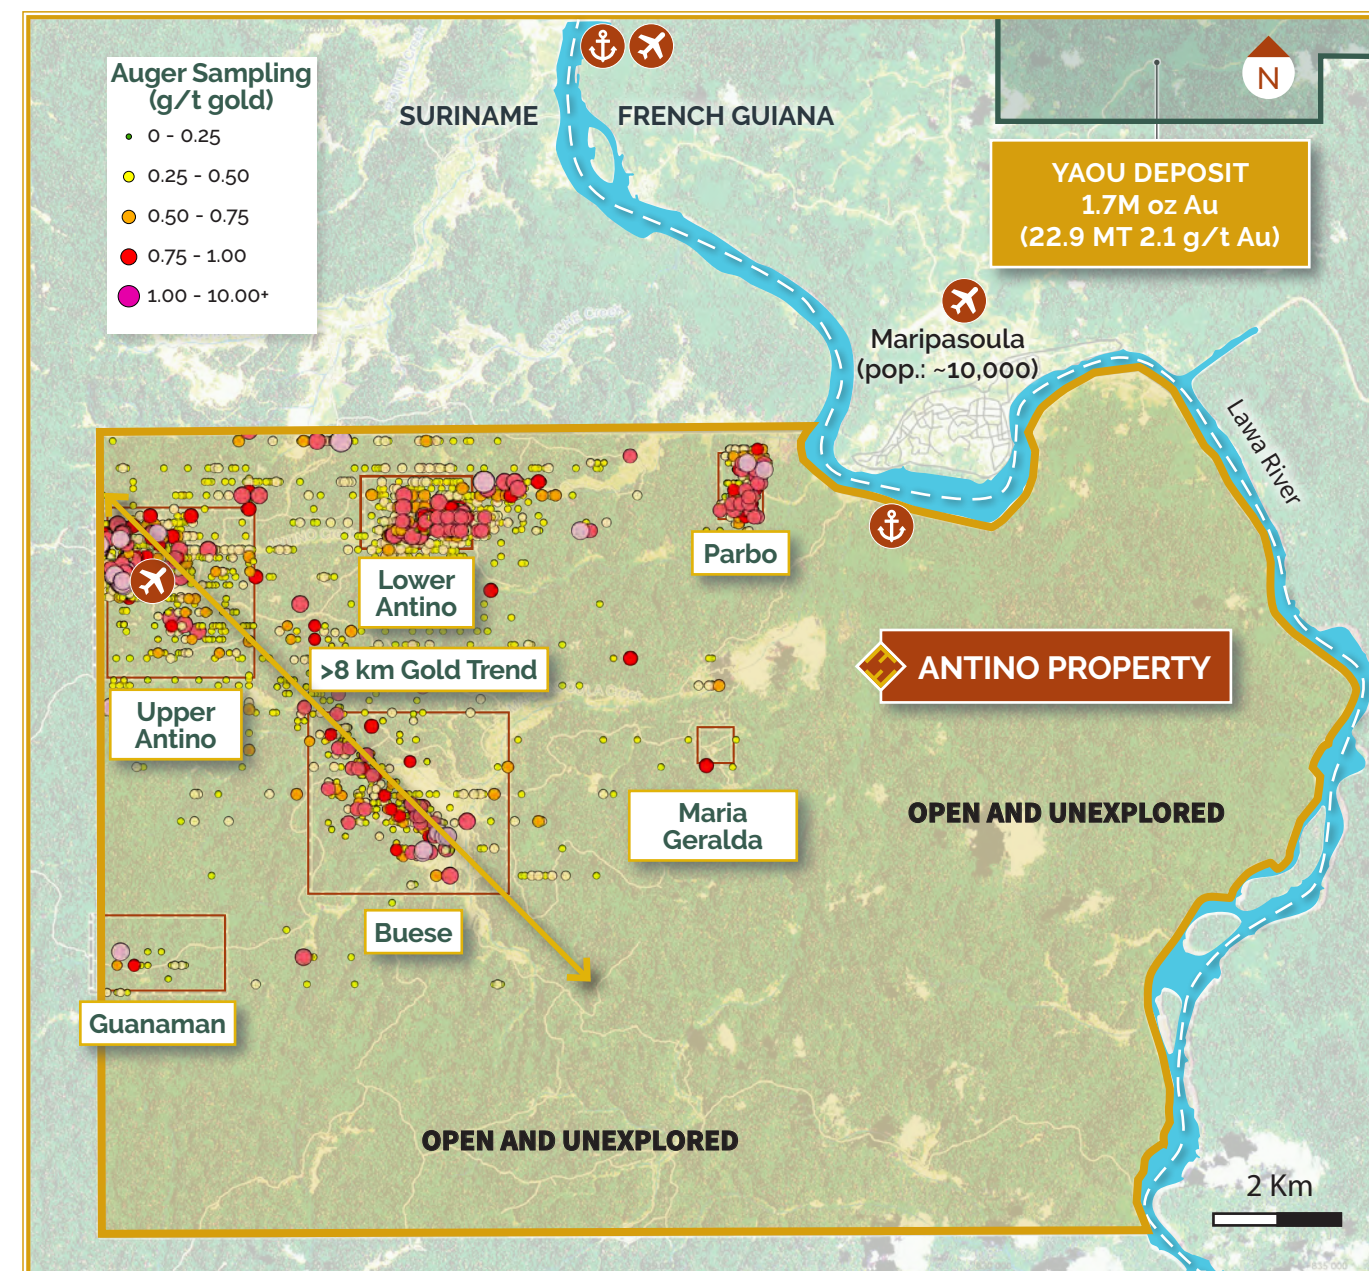 Auger Sampling
(g/t gold)
0 - 0.25
0.25 - 0.50
0.50 - 0.75
0.75 - 1.00
1.00 - 10.00+
SURINAME
FRENCH GUIANA
N
YAOU DEPOSIT
1.7M oz Au
(22.9 MT 2.1 g/t Au)
Maripasoula
(pop.: ~10,000)
Lawa River
Parbo
Lower
Antino
>8 km Gold Trend
ANTINO PROPERTY
Upper
Antino
Maria
Geralda
OPEN AND UNEXPLORED
Buese
Guanaman
OPEN AND UNEXPLORED
2 Km
835 000